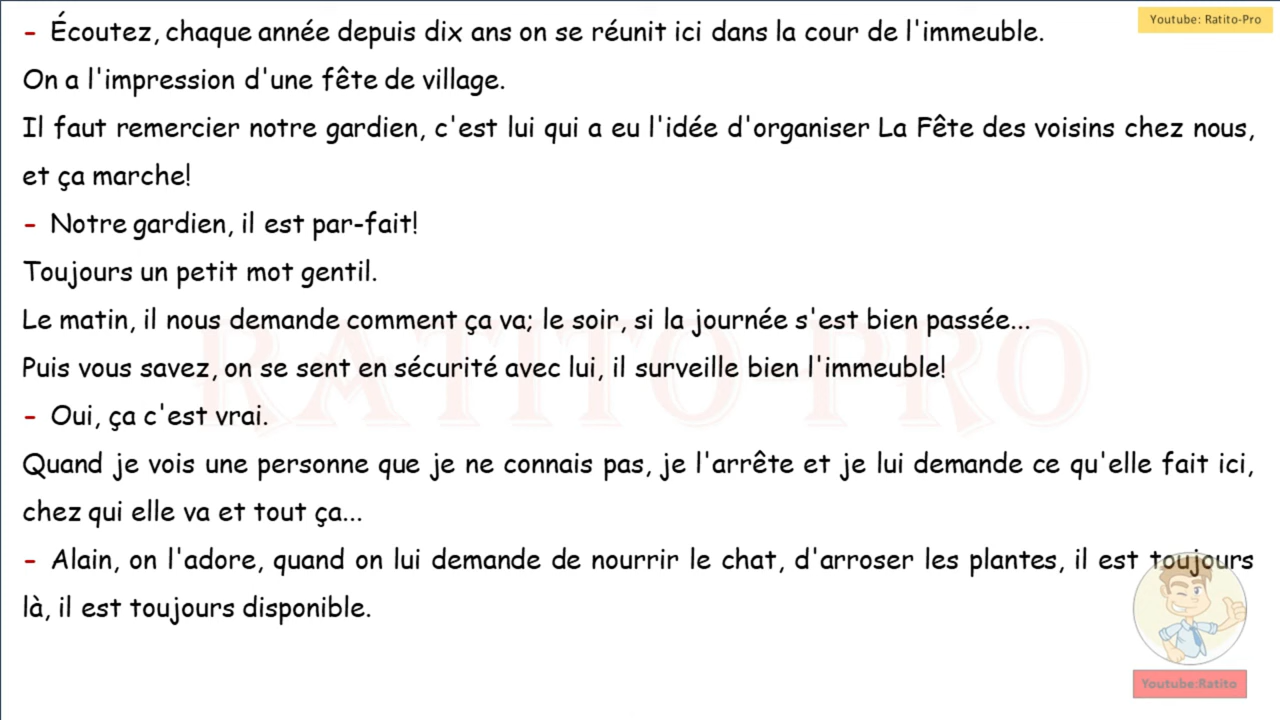 Youtube: Ratito-Pro
- Écoutez, chaque année depuis dix ans on se réunit ici dans la cour de l'immeuble.
On a l'impression d'une fête de village.
Il faut remercier notre gardien, c'est lui qui a eu l'idée d'organiser La Fête des voisins chez nous,
et ça marche!
- Notre gardien, il est par-fait!
Toujours un petit mot gentil.
Le matin, il nous demande comment ça va; le soir, si la journée s'est bien passée...
Puis vous savez, on se sent en sécurité avec lui, il surveille bien l'immeuble!
- Oui, ça c'est vrai.
Quand je vois une personne que je ne connais pas, je l'arrête et je lui demande ce qu'elle fait ici,
chez qui elle va et tout ça...
- Alain, on l'adore, quand on lui demande de nourrir le chat, d'arroser les plantes, il est toujours
là, il est toujours disponible.
RATITO-PRO
Youtube:Ratito